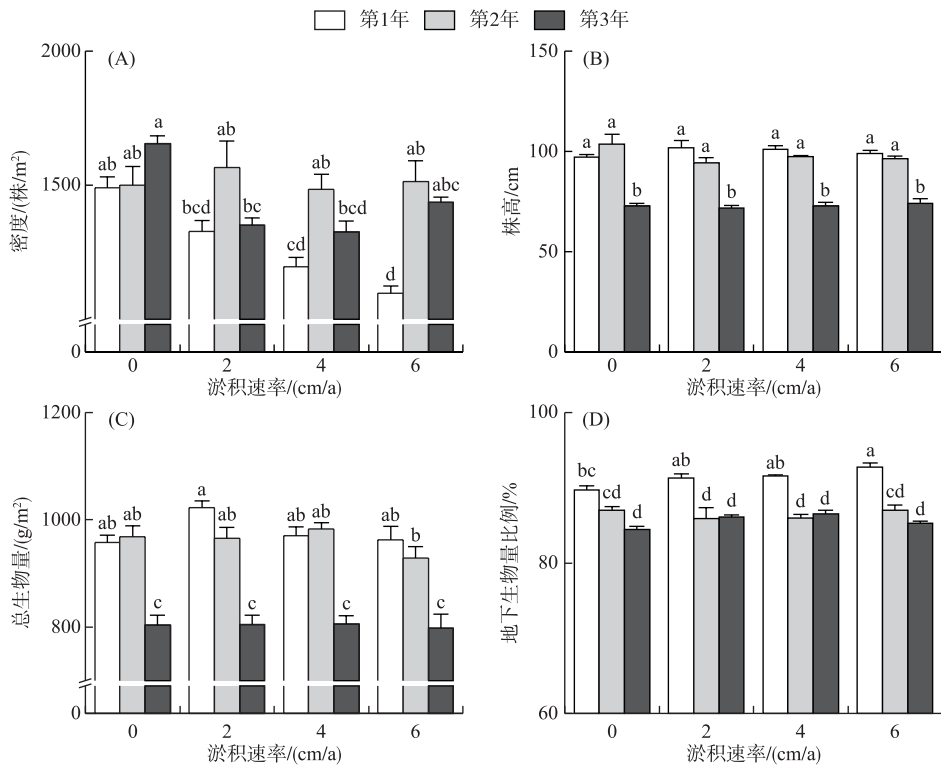 第1年 第2年 第3年
(A)
2000
1500
0
密度/(株/m²)
ab ab a
bcd ab bc
cd ab bcd
d ab abc
0 2 4 6
淤积速率/(cm/a)
(B)
150
100
50
0
株高/cm
a a b
a a b
a a b
a a b
0 2 4 6
淤积速率/(cm/a)
(C)
1200
1000
800
0
总生物量/(g/m²)
ab ab c
a ab c
ab ab c
ab b c
0 2 4 6
淤积速率/(cm/a)
(D)
100
80
60
地下生物量比例/%
bc cd d
ab d d
ab d d
a cd d
0 2 4 6
淤积速率/(cm/a)